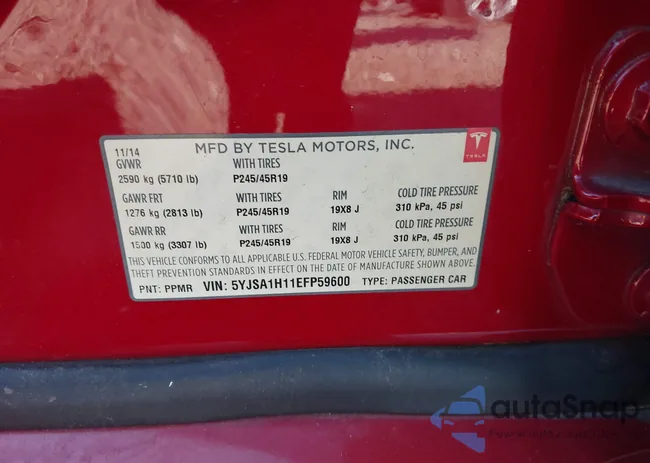 MFD BY TESLA MOTORS, INC.
TESLA
11/14
GVWR WITH TIRES
2590 kg (5710 lb) P245/45R19
GAWR FRT WITH TIRES RIM COLD TIRE PRESSURE
1276 kg (2813 lb) P245/45R19 19X8 J 310 kPa, 45 psi
GAWR RR WITH TIRES RIM COLD TIRE PRESSURE
1500 kg (3307 lb) P245/45R19 19X8 J 310 kPa, 45 psi
THIS VEHICLE CONFORMS TO ALL APPLICABLE U.S. FEDERAL MOTOR VEHICLE SAFETY, BUMPER, AND
THEFT PREVENTION STANDARDS IN EFFECT ON THE DATE OF MANUFACTURE SHOWN ABOVE.
PNT: PPMR VIN: 5YJSA1H11EFP59600 TYPE: PASSENGER CAR
autoSnap